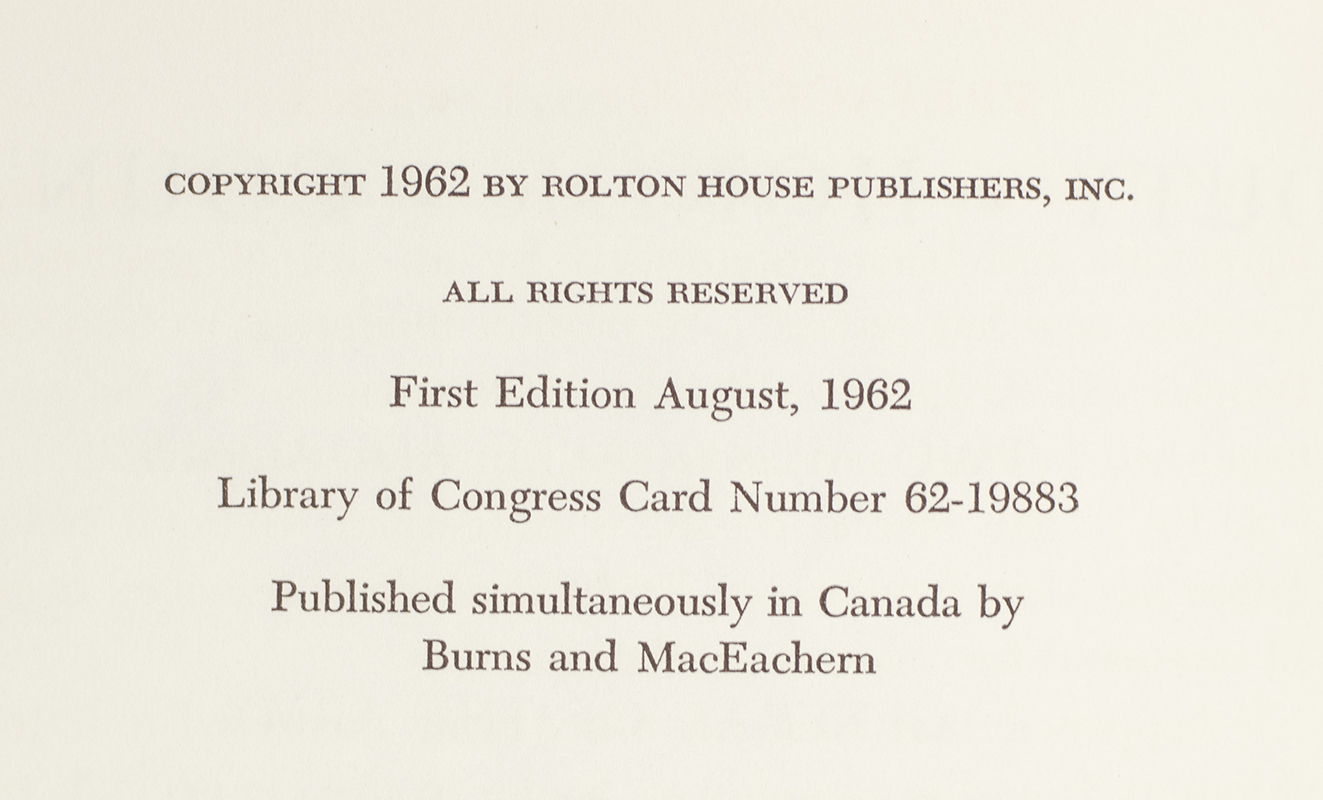 COPYRIGHT 1962 BY ROLTON HOUSE PUBLISHERS, INC.
ALL RIGHTS RESERVED
First Edition August, 1962
Library of Congress Card Number 62-19883
Published simultaneously in Canada by
Burns and MacEachern